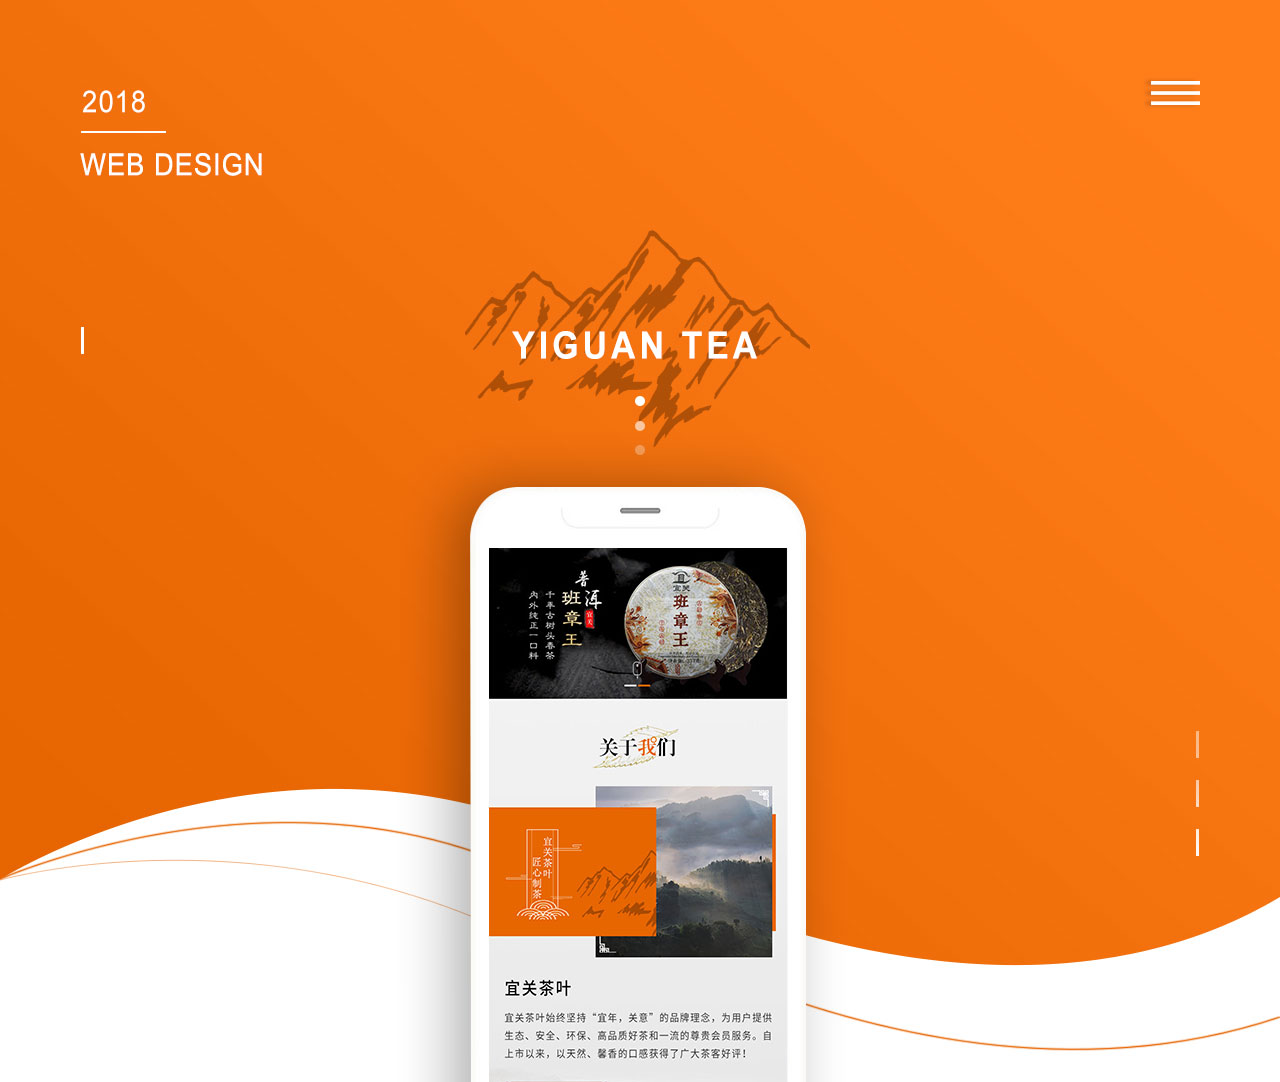 2018
WEB DESIGN
YIGUAN TEA
普洱
班章王
宜关
千年古树头春茶
内外纯正一口料
宜关
班章王
关于我们
宜关茶叶
匠心制茶
宜关茶叶
宜关茶叶始终坚持“宜年，关意”的品牌理念，为用户提供
生态、安全、环保、高品质好茶和一流的尊贵会员服务。自
上市以来，以天然、馨香的口感获得了广大茶客好评！